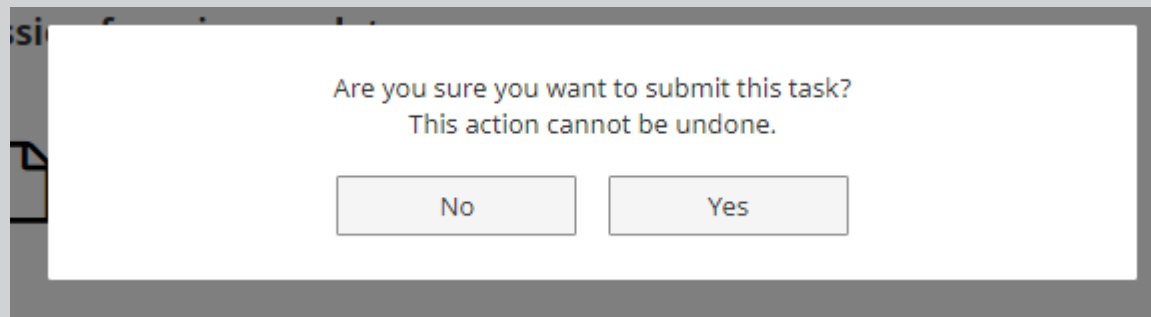 Are you sure you want to submit this task?
This action cannot be undone.
No
Yes